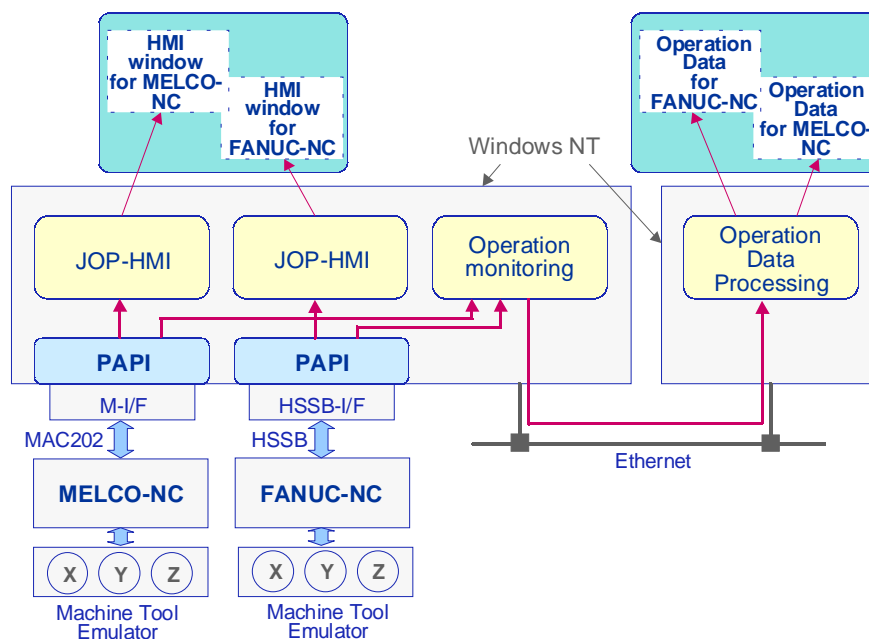 HMI
window
for MELCO-
NC
HMI
window
for
FANUC-NC
Operation
Data
for
FANUC-NC
Operation
Data
for MELCO-
NC
Windows NT
JOP-HMI
JOP-HMI
Operation
monitoring
Operation
Data
Processing
PAPI
PAPI
M-I/F
HSSB-I/F
MAC202
HSSB
Ethernet
MELCO-NC
FANUC-NC
X Y Z
X Y Z
Machine Tool
Emulator
Machine Tool
Emulator